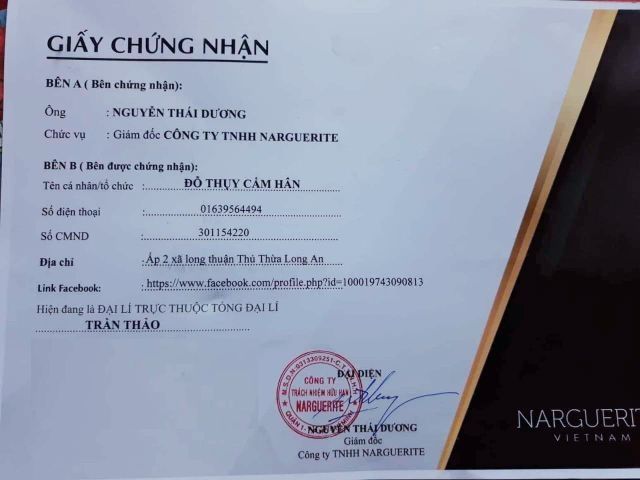 GIẤY CHỨNG NHẬN
BÊN A ( Bên chứng nhận):
Ông : NGUYỄN THÁI DƯƠNG
Chức vụ : Giám đốc CÔNG TY TNHH NARGUERITE
BÊN B ( Bên được chứng nhận):
Tên cá nhân/tổ chức : ĐỖ THỤY CẨM HÂN
Số điện thoại : 01639564494
Số CMND : 301154220
Địa chỉ : Ấp 2 xã long thuận Thủ Thừa Long An
Link Facebook: . https://www.facebook.com/profile.php?id=100019743090813
Hiện đang là ĐẠI LÍ TRỰC THUỘC TỔNG ĐẠI LÍ
TRẦN THẢO
ĐẠI DIỆN
M.S.D.N:0313309251-C.T.T.N.H.H
CÔNG TY
TRÁCH NHIỆM HỮU HẠN
NARGUERITE
QUẬN 1
NGUYỄN THÁI DƯƠNG
Giám đốc
Công ty TNHH NARGUERITE
NARGUERIT
VIETNAM